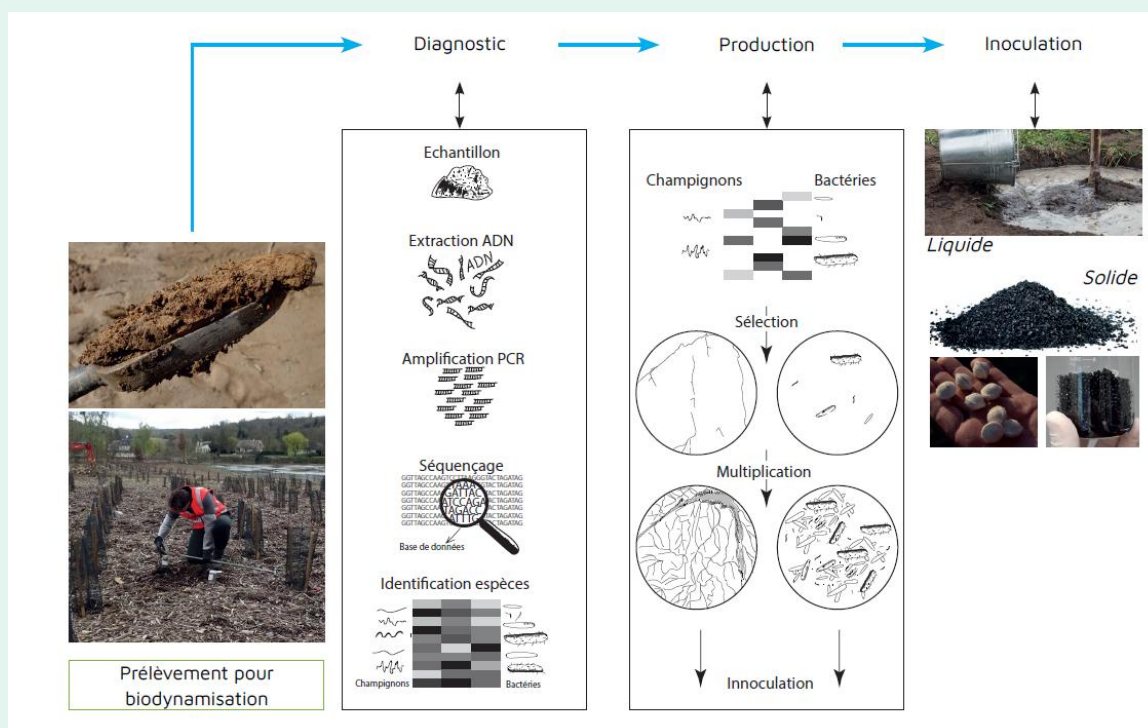 Diagnostic
Production
Inoculation
Echantillon
Extraction ADN
ADN
Amplification PCR
Séquençage
GGTTAGCCAAGTCCTTAAGGGTACTAGATAG
Base de données
Identification espèces
Champignons
Bactéries
Champignons
Bactéries
Sélection
Multiplication
Innoculation
Liquide
Solide
Prélèvement pour
biodynamisation